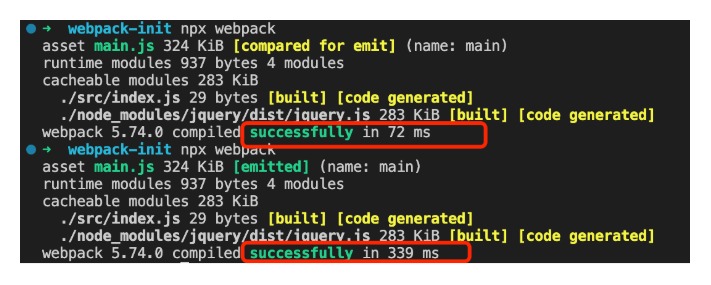 ➜ webpack-init npx webpack
asset main.js 324 KiB [compared for emit] (name: main)
runtime modules 937 bytes 4 modules
cacheable modules 283 KiB
./src/index.js 29 bytes [built] [code generated]
./node_modules/jquery/dist/jquery.js 283 KiB [built] [code generated]
webpack 5.74.0 compiled successfully in 72 ms
➜ webpack-init npx webpack
asset main.js 324 KiB [emitted] (name: main)
runtime modules 937 bytes 4 modules
cacheable modules 283 KiB
./src/index.js 29 bytes [built] [code generated]
./node_modules/jquery/dist/jquery.js 283 KiB [built] [code generated]
webpack 5.74.0 compiled successfully in 339 ms